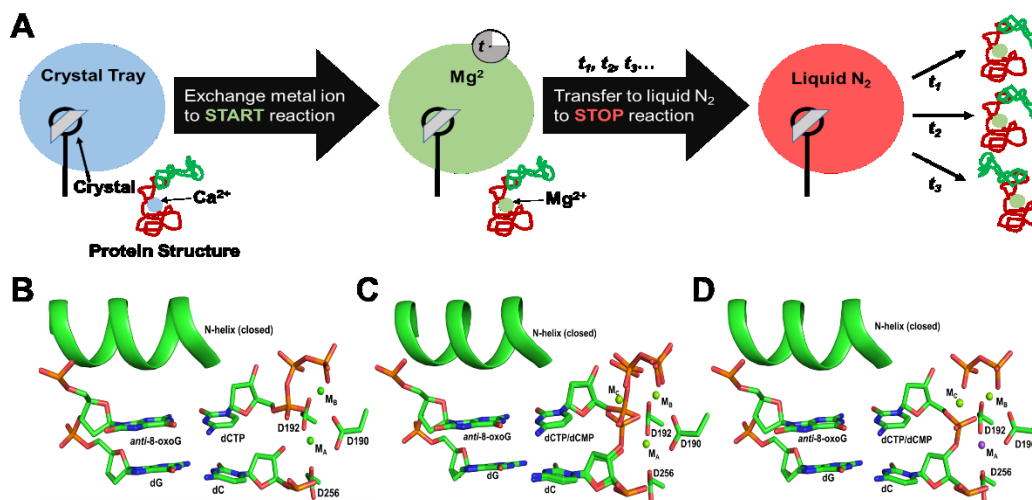 A
Crystal Tray
Crystal
Ca2+
Protein Structure
Exchange metal ion
to START reaction
t
Mg2
Mg2+
t1, t2, t3...
Transfer to liquid N2
to STOP reaction
Liquid N2
t1
t2
t3
B
N-helix (closed)
MB
D192
D190
MA
anti-8-oxoG
dCTP
dG
dC
D256
C
N-helix (closed)
MC
MB
dCTP/dCMP
D192
D190
MA
anti-8-oxoG
dG
dC
D256
D
N-helix (closed)
MC
MB
dCTP/dCMP
D192
D190
MA
anti-8-oxoG
dG
dC
D256